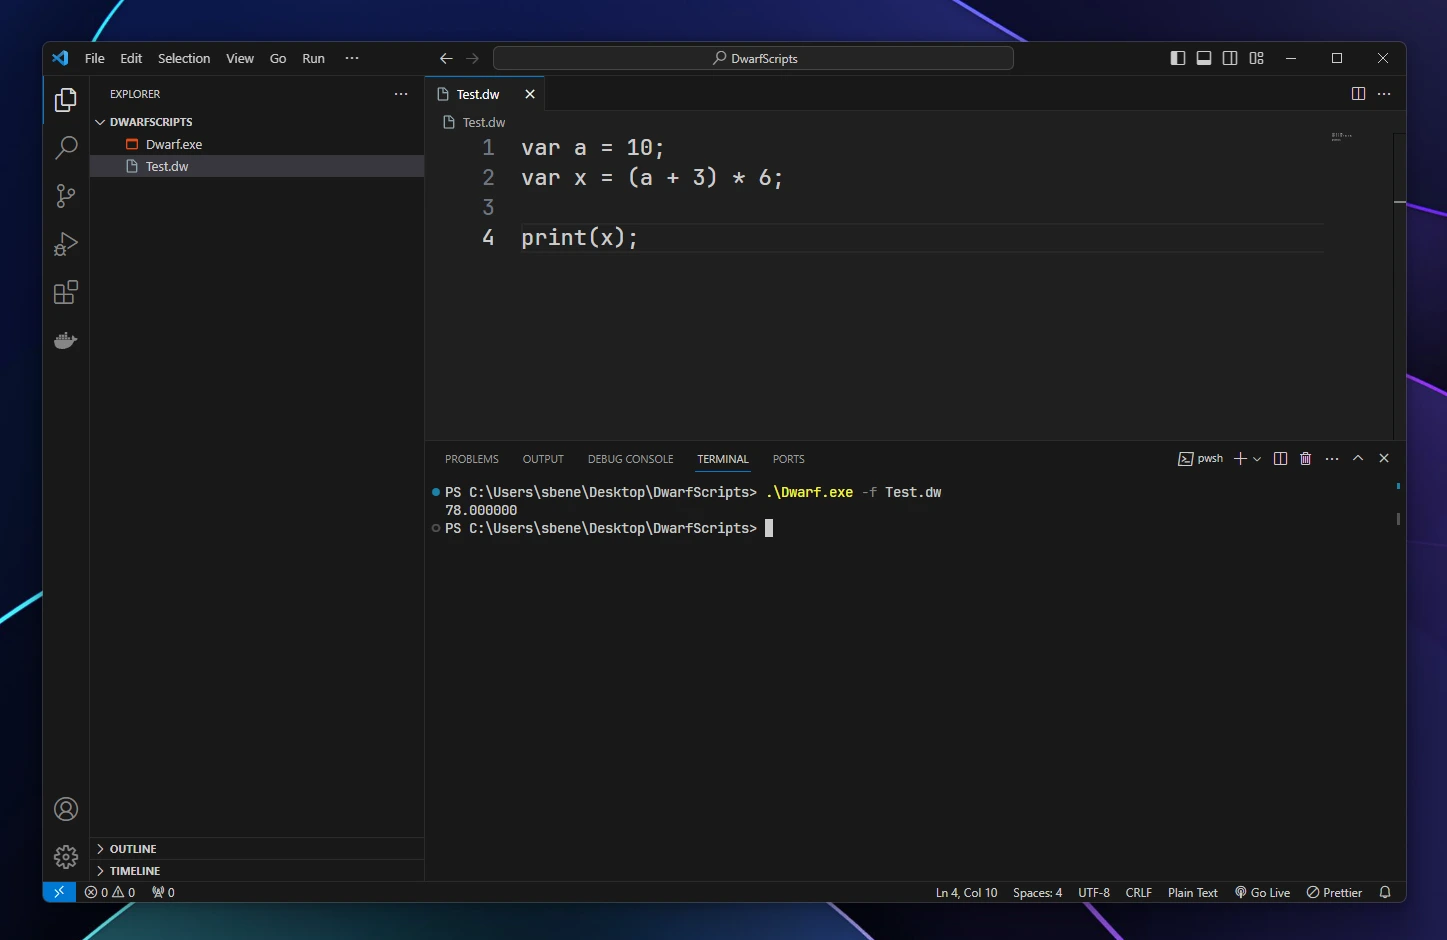 File Edit Selection View Go Run ···
DwarfScripts
EXPLORER ···
DWARFSCRIPTS
Dwarf.exe
Test.dw
OUTLINE
TIMELINE
Test.dw
Test.dw
1 var a = 10;
2 var x = (a + 3) * 6;
3
4 print(x);
PROBLEMS OUTPUT DEBUG CONSOLE TERMINAL PORTS pwsh
PS C:\Users\sbene\Desktop\DwarfScripts> .\Dwarf.exe -f Test.dw
78.000000
PS C:\Users\sbene\Desktop\DwarfScripts>
0 0 0 Ln 4, Col 10 Spaces: 4 UTF-8 CRLF Plain Text Go Live Prettier